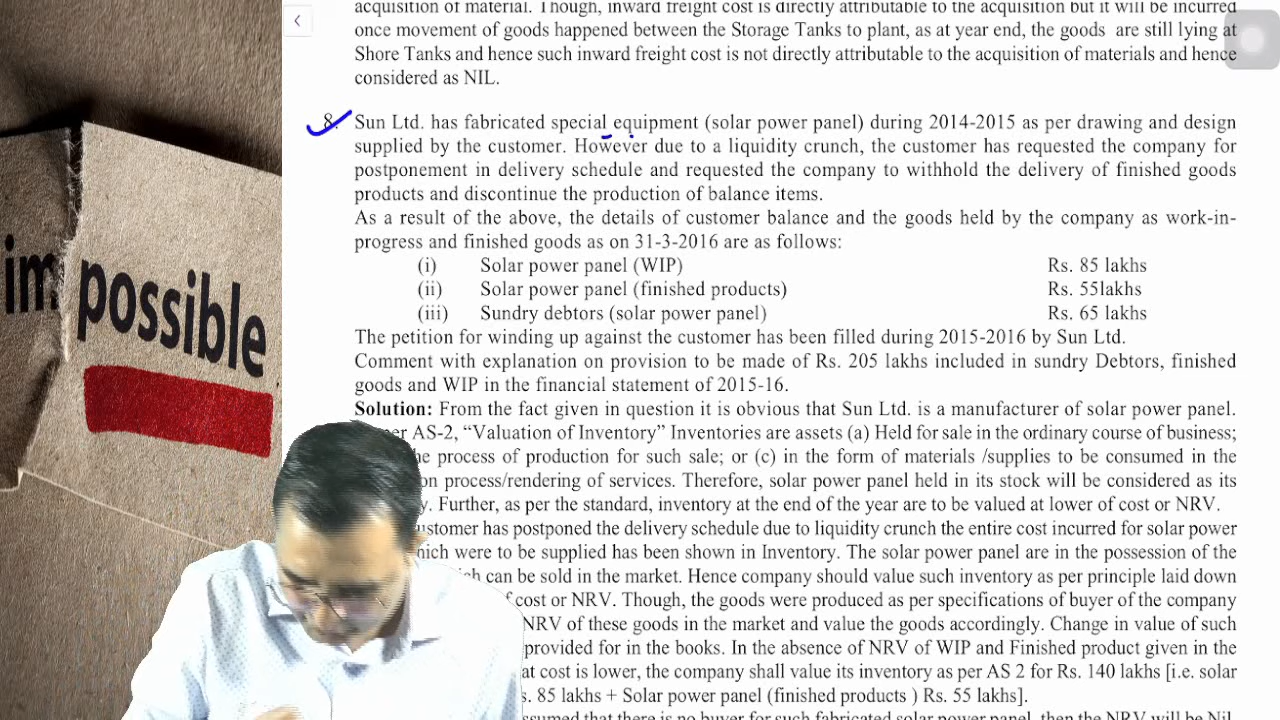 im possible
acquisition of material. Though, inward freight cost is directly attributable to the acquisition but it will be incurred
once movement of goods happened between the Storage Tanks to plant, as at year end, the goods are still lying at
Shore Tanks and hence such inward freight cost is not directly attributable to the acquisition of materials and hence
considered as NIL.
8. Sun Ltd. has fabricated special equipment (solar power panel) during 2014-2015 as per drawing and design
supplied by the customer. However due to a liquidity crunch, the customer has requested the company for
postponement in delivery schedule and requested the company to withhold the delivery of finished goods
products and discontinue the production of balance items.
As a result of the above, the details of customer balance and the goods held by the company as work-in-
progress and finished goods as on 31-3-2016 are as follows:
(i) Solar power panel (WIP) Rs. 85 lakhs
(ii) Solar power panel (finished products) Rs. 55lakhs
(iii) Sundry debtors (solar power panel) Rs. 65 lakhs
The petition for winding up against the customer has been filled during 2015-2016 by Sun Ltd.
Comment with explanation on provision to be made of Rs. 205 lakhs included in sundry Debtors, finished
goods and WIP in the financial statement of 2015-16.
Solution: From the fact given in question it is obvious that Sun Ltd. is a manufacturer of solar power panel.
AS-2, “Valuation of Inventory” Inventories are assets (a) Held for sale in the ordinary course of business;
process of production for such sale; or (c) in the form of materials /supplies to be consumed in the
process/rendering of services. Therefore, solar power panel held in its stock will be considered as its
Further, as per the standard, inventory at the end of the year are to be valued at lower of cost or NRV.
has postponed the delivery schedule due to liquidity crunch the entire cost incurred for solar power
were to be supplied has been shown in Inventory. The solar power panel are in the possession of the
can be sold in the market. Hence company should value such inventory as per principle laid down
cost or NRV. Though, the goods were produced as per specifications of buyer of the company
NRV of these goods in the market and value the goods accordingly. Change in value of such
provided for in the books. In the absence of NRV of WIP and Finished product given in the
at cost is lower, the company shall value its inventory as per AS 2 for Rs. 140 lakhs [i.e. solar
85 lakhs + Solar power panel (finished products ) Rs. 55 lakhs].
that there is no buyer for such fabricated solar power panel, then the NRV will be Nil.